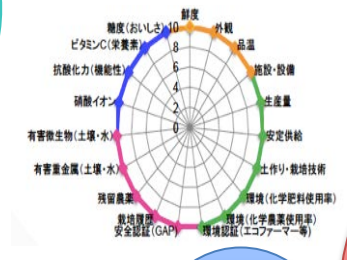 鮮度
糖度(おいしさ)
外観
ビタミンC(栄養素)
品温
抗酸化力(機能性)
施設・設備
硝酸イオン
生産量
有害微生物(土壌・水)
安定供給
有害重金属(土壌・水)
土作り・栽培技術
残留農薬
環境(化学肥料使用率)
栽培履歴
環境(化学農薬使用率)
安全認証(GAP)
環境認証(エコファーマー等)
10
8
6
4
2
0